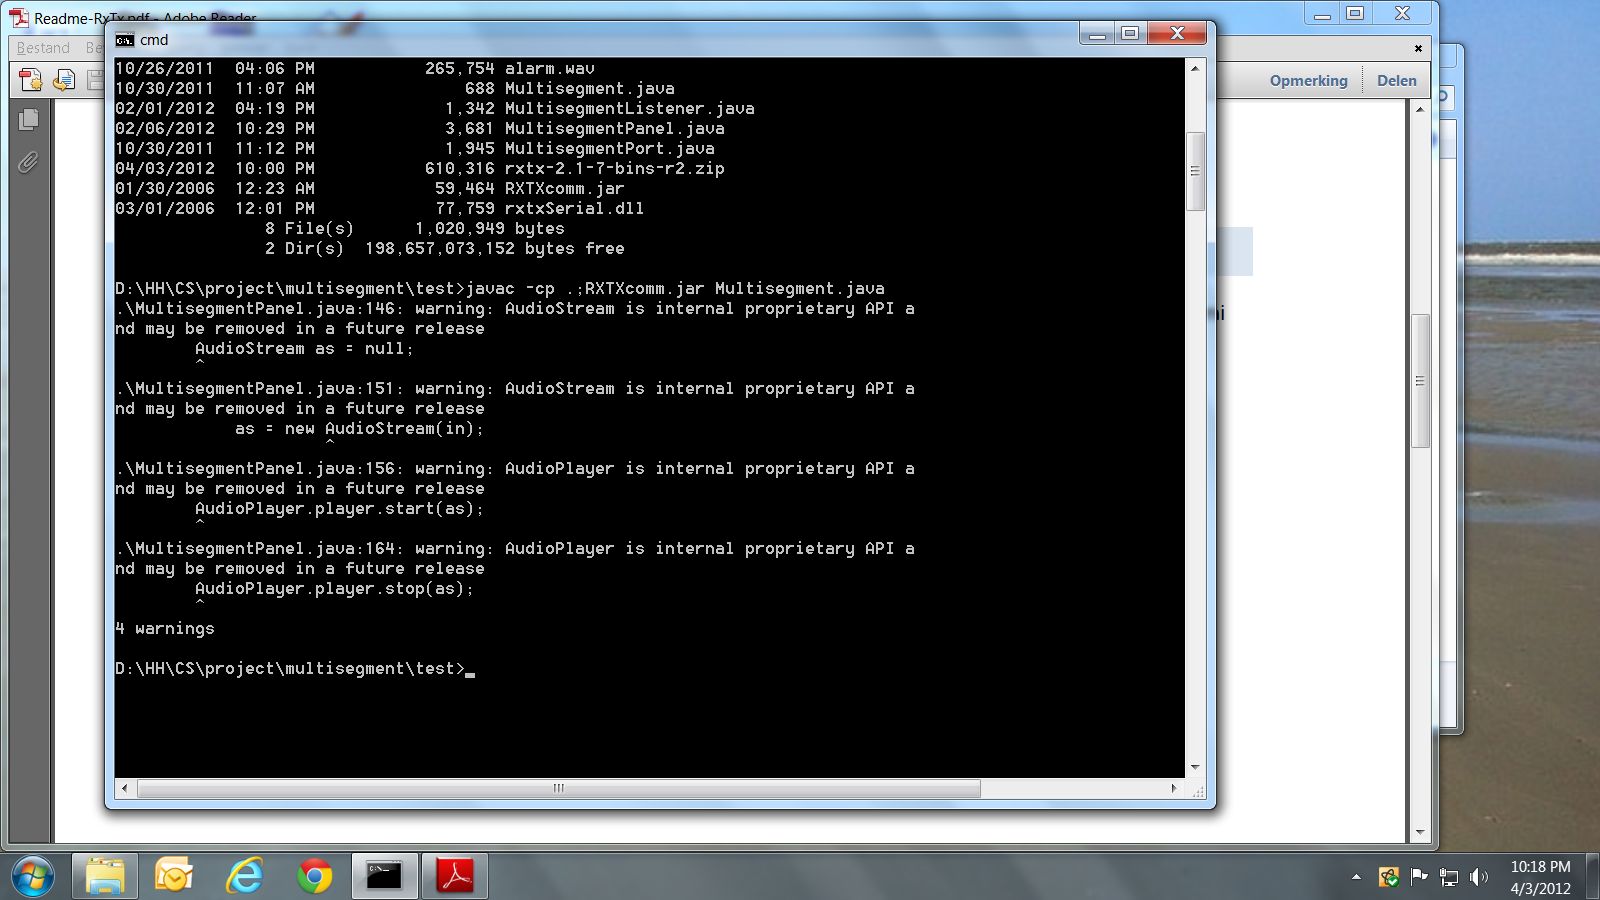 Readme-RxTx.pdf - Adobe Reader
cmd
Bestand
Opmerking
Delen
10/26/2011  04:06 PM           265,754 alarm.wav
10/30/2011  11:07 AM               688 Multisegment.java
02/01/2012  04:19 PM             1,342 MultisegmentListener.java
02/06/2012  10:29 PM             3,681 MultisegmentPanel.java
10/30/2011  11:12 PM             1,945 MultisegmentPort.java
04/03/2012  10:00 PM           610,316 rxtx-2.1-7-bins-r2.zip
01/30/2006  12:23 AM            59,464 RXTXcomm.jar
03/01/2006  12:01 PM            77,759 rxtxSerial.dll
               8 File(s)      1,020,949 bytes
               2 Dir(s)  198,657,073,152 bytes free
D:\HH\CS\project\multisegment\test>javac -cp .;RXTXcomm.jar Multisegment.java
.\MultisegmentPanel.java:146: warning: AudioStream is internal proprietary API a
nd may be removed in a future release
        AudioStream as = null;
        ^
.\MultisegmentPanel.java:151: warning: AudioStream is internal proprietary API a
nd may be removed in a future release
            as = new AudioStream(in);
                     ^
.\MultisegmentPanel.java:156: warning: AudioPlayer is internal proprietary API a
nd may be removed in a future release
        AudioPlayer.player.start(as);
        ^
.\MultisegmentPanel.java:164: warning: AudioPlayer is internal proprietary API a
nd may be removed in a future release
        AudioPlayer.player.stop(as);
        ^
4 warnings
D:\HH\CS\project\multisegment\test>_
10:18 PM
4/3/2012